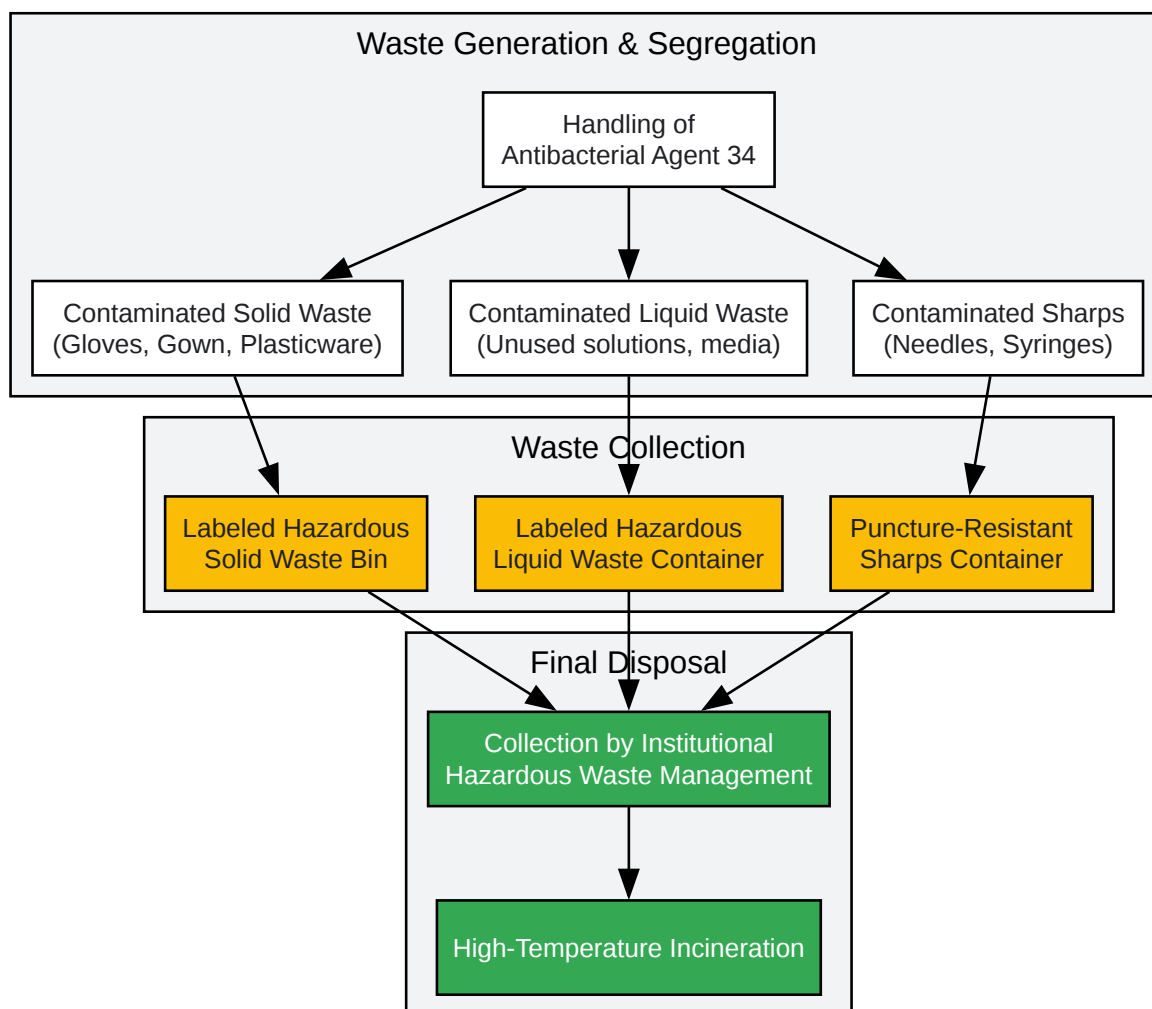 Waste Generation & Segregation
Handling of
Antibacterial Agent 34
Contaminated Solid Waste
(Gloves, Gown, Plasticware)
Contaminated Liquid Waste
(Unused solutions, media)
Contaminated Sharps
(Needles, Syringes)
Waste Collection
Labeled Hazardous
Solid Waste Bin
Labeled Hazardous
Liquid Waste Container
Puncture-Resistant
Sharps Container
Final Disposal
Collection by Institutional
Hazardous Waste Management
High-Temperature Incineration